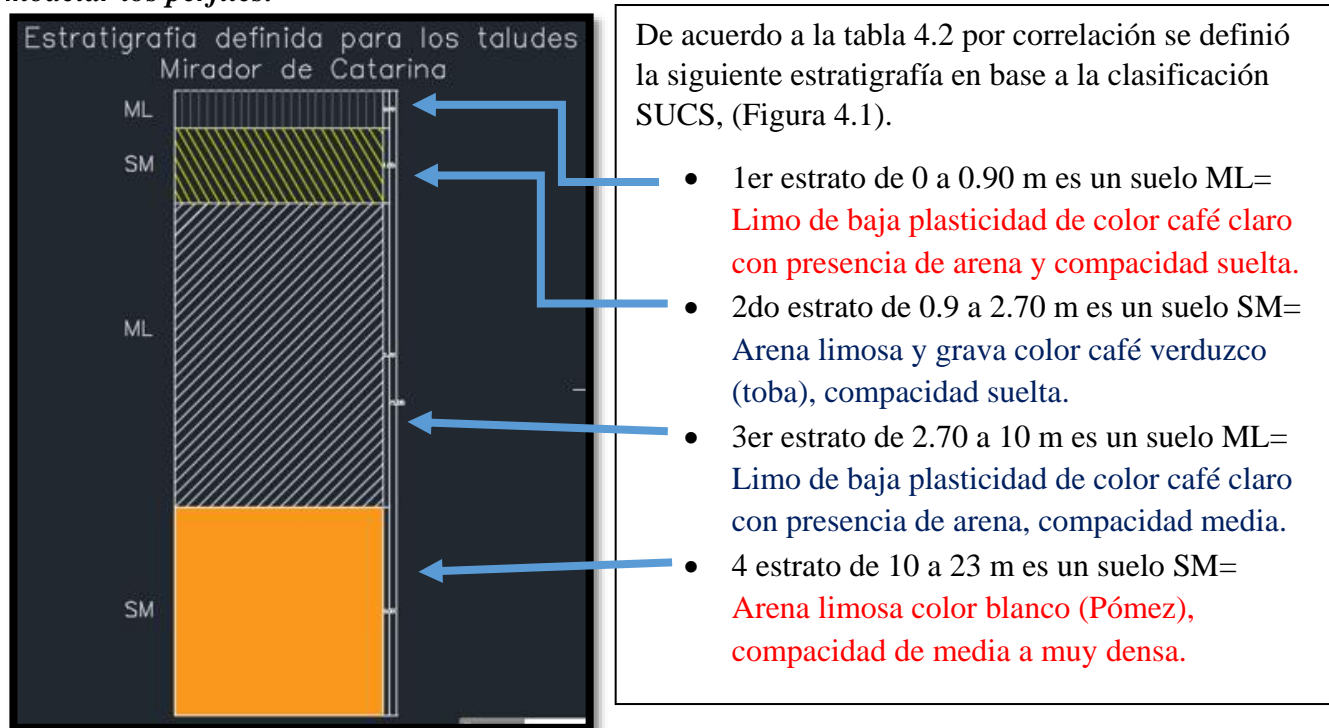 modelar los perfiles.
Estratigrafia definida para los taludes
Mirador de Catarina
ML
SM
ML
SM
De acuerdo a la tabla 4.2 por correlación se definió
la siguiente estratigrafía en base a la clasificación
SUCS, (Figura 4.1).
• 1er estrato de 0 a 0.90 m es un suelo ML=
Limo de baja plasticidad de color café claro
con presencia de arena y compacidad suelta.
• 2do estrato de 0.9 a 2.70 m es un suelo SM=
Arena limosa y grava color café verduzco
(toba), compacidad suelta.
• 3er estrato de 2.70 a 10 m es un suelo ML=
Limo de baja plasticidad de color café claro
con presencia de arena, compacidad media.
• 4 estrato de 10 a 23 m es un suelo SM=
Arena limosa color blanco (Pómez),
compacidad de media a muy densa.